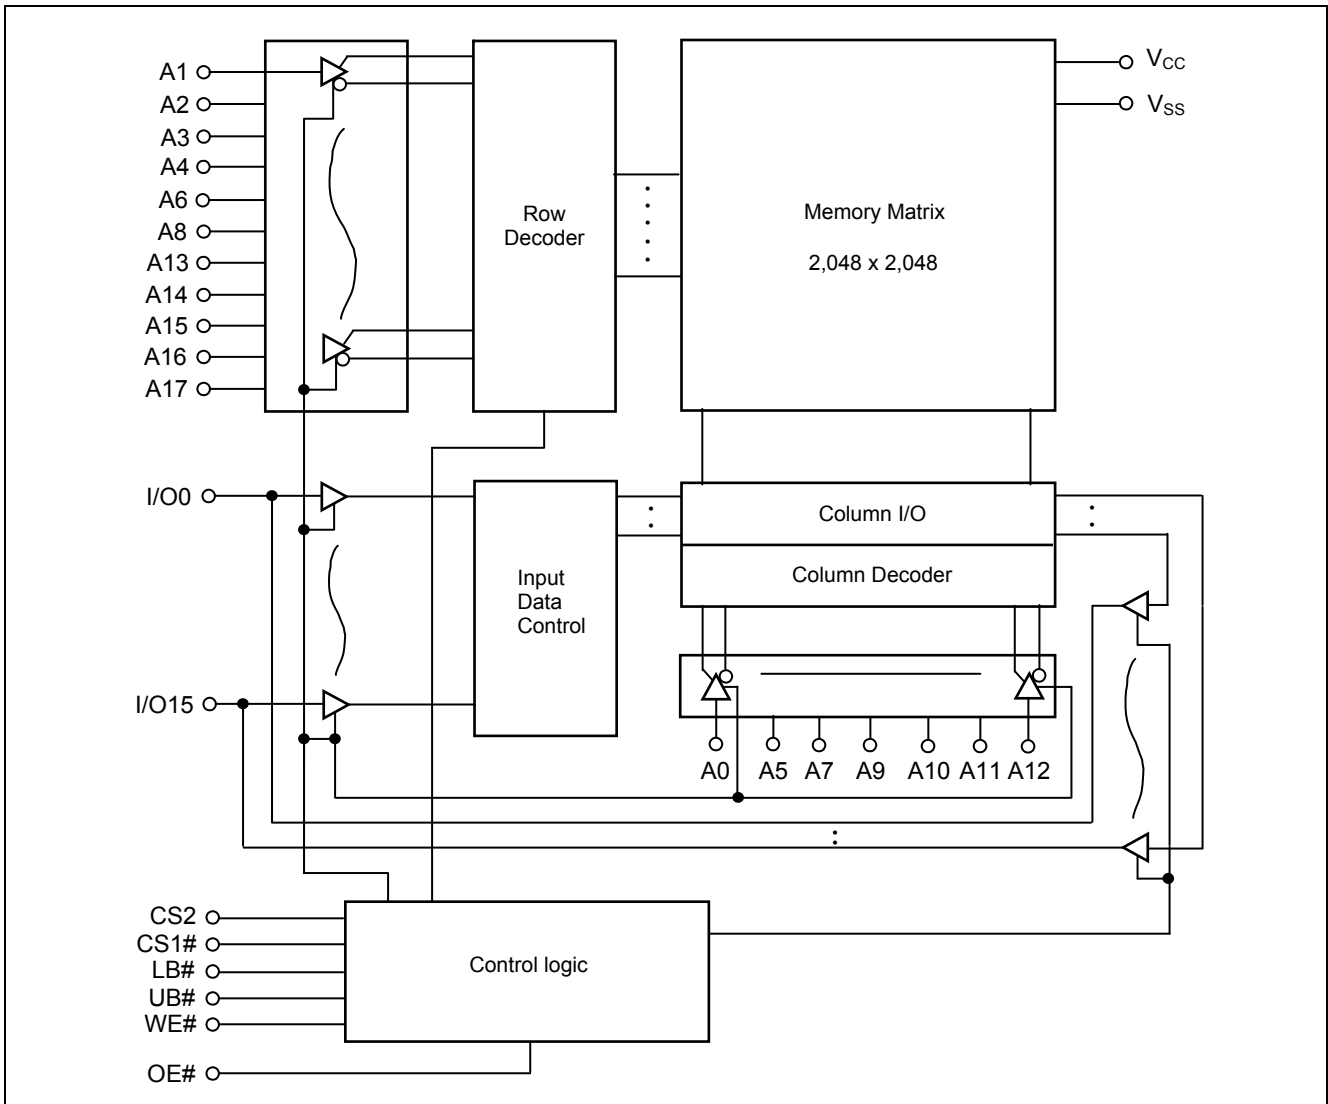 A1
A2
A3
A4
A6
A8
A13
A14
A15
A16
A17
Row
Decoder
Memory Matrix
2,048 x 2,048
VCC
VSS
I/O0
I/O15
Input
Data
Control
Column I/O
Column Decoder
A0 A5 A7 A9 A10 A11 A12
CS2
CS1#
LB#
UB#
WE#
OE#
Control logic